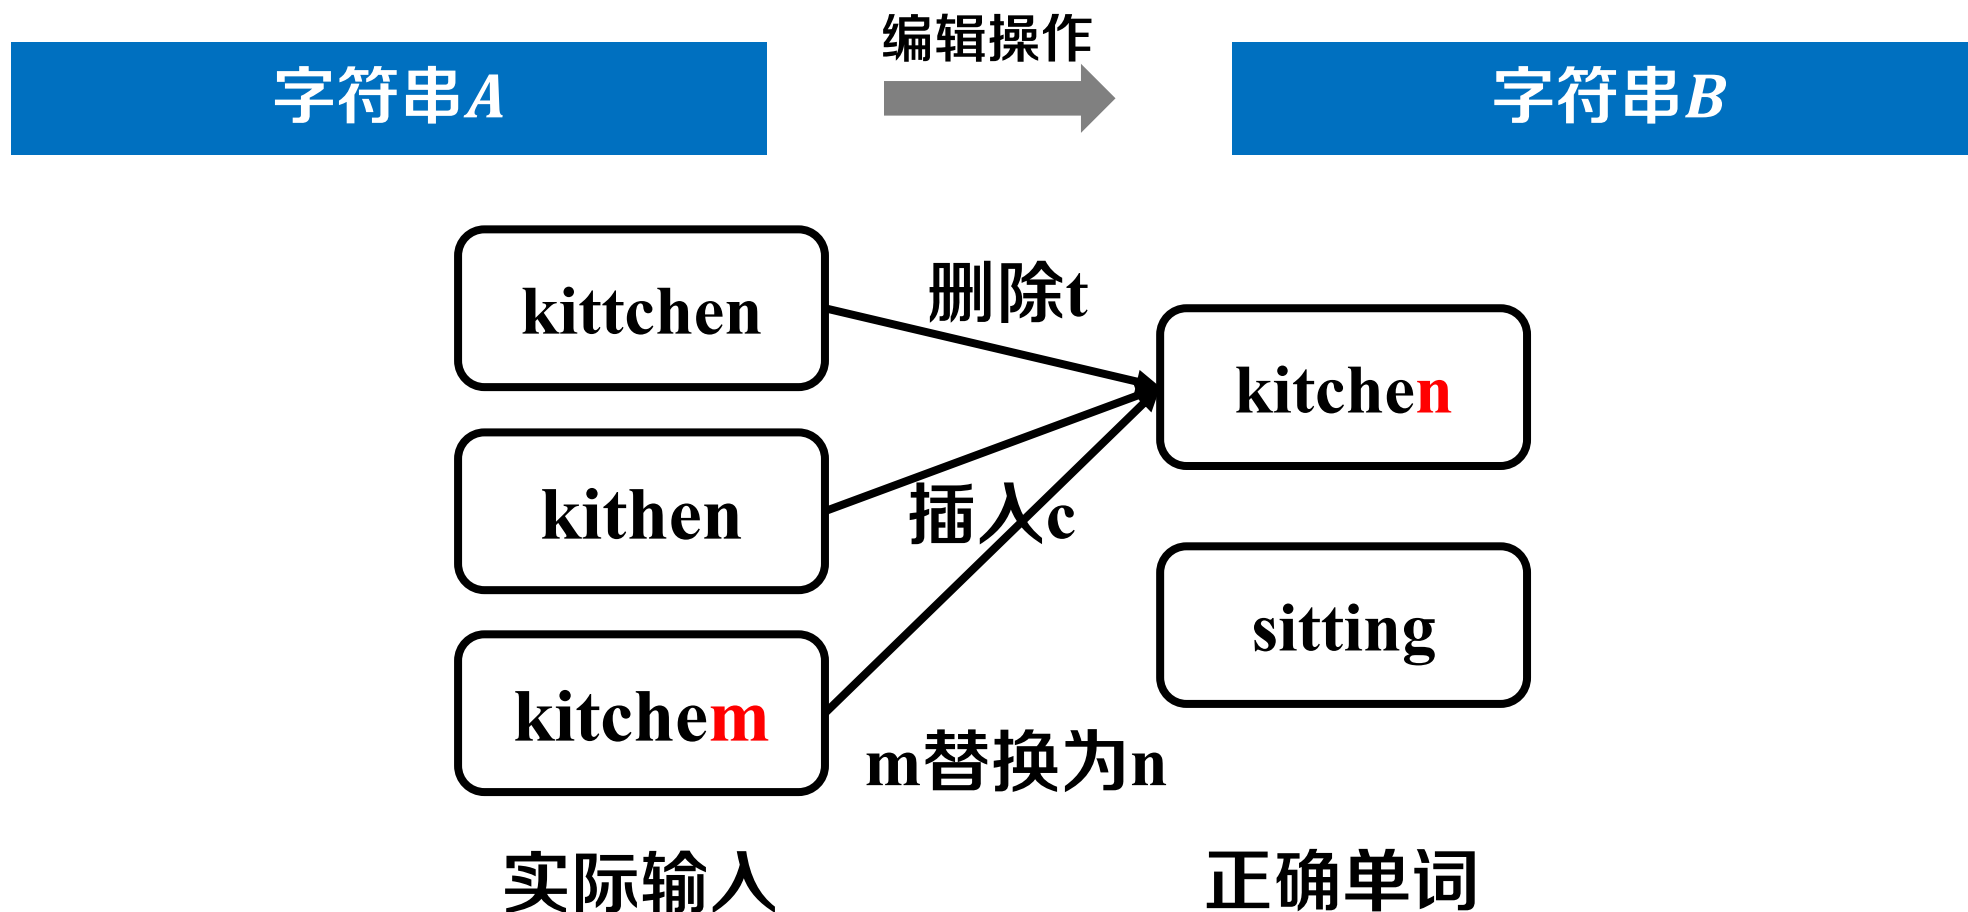 编辑操作
字符串A
字符串B
kittchen
删除t
kitchen
kithen
插入c
sitting
kitchem
m替换为n
实际输入
正确单词